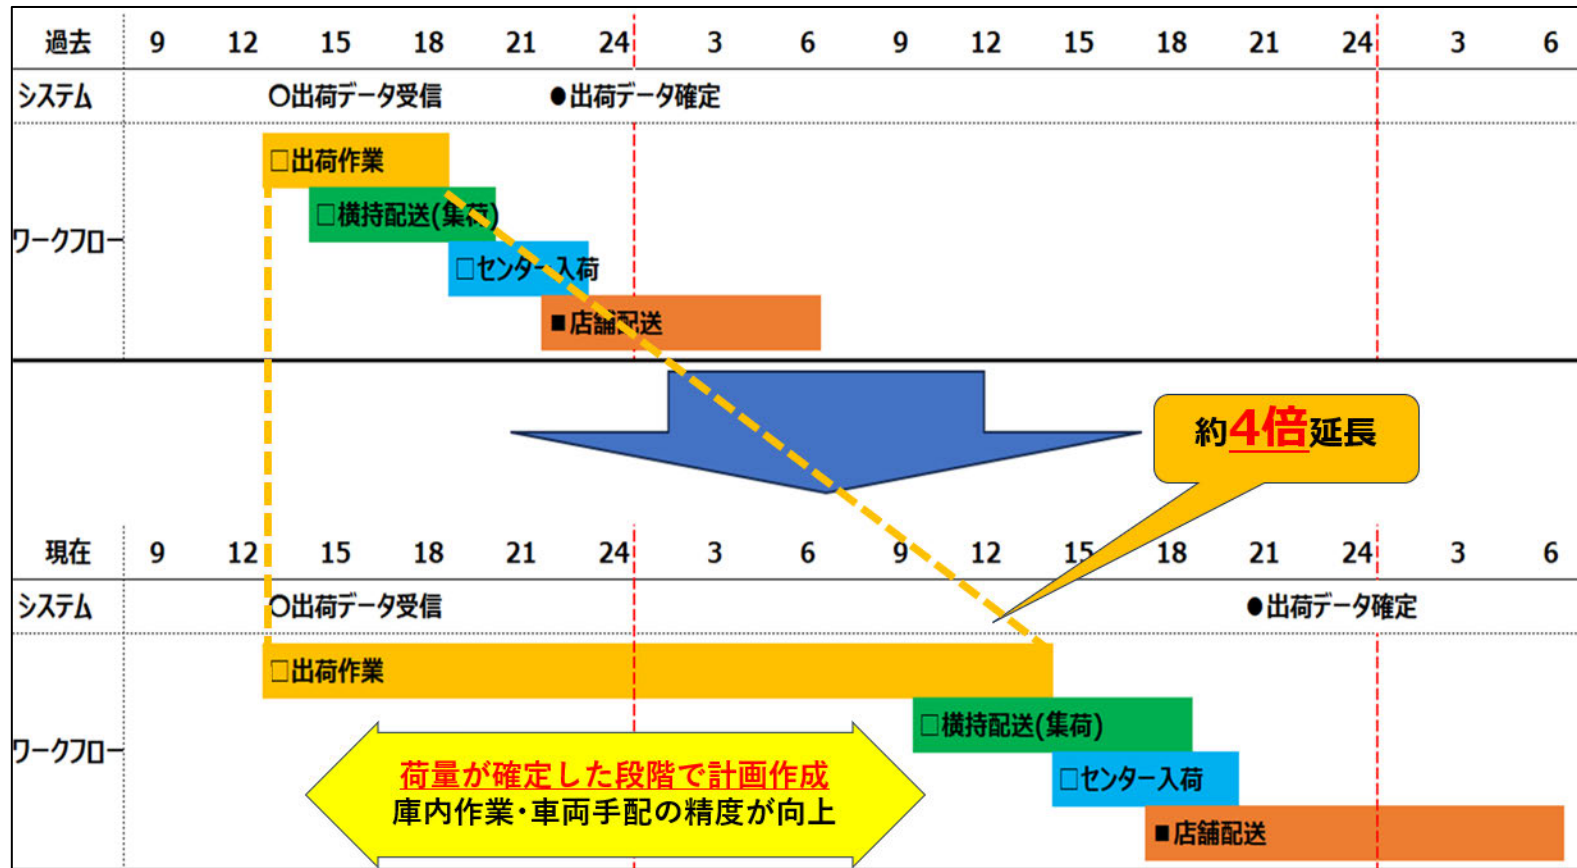 過去 9 12 15 18 21 24 3 6 9 12 15 18 21 24 3 6
システム ○出荷データ受信 ●出荷データ確定
ワークフロー
□出荷作業
□横持配送(集荷)
□センター入荷
■店舗配送
約4倍延長
現在 9 12 15 18 21 24 3 6 9 12 15 18 21 24 3 6
システム ○出荷データ受信 ●出荷データ確定
ワークフロー
□出荷作業
□横持配送(集荷)
□センター入荷
■店舗配送
荷量が確定した段階で計画作成
庫内作業・車両手配の精度が向上